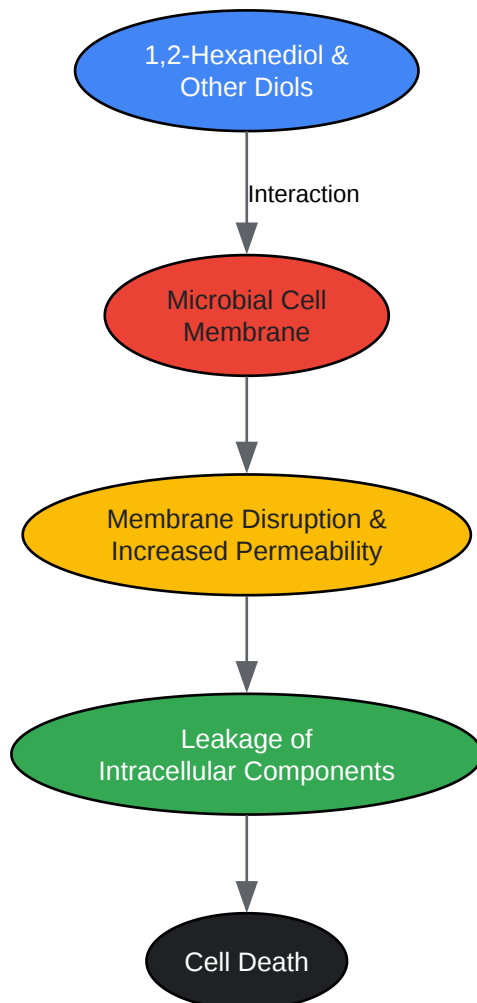 1,2-Hexanediol &
Other Diols
Interaction
Microbial Cell
Membrane
Membrane Disruption &
Increased Permeability
Leakage of
Intracellular Components
Cell Death